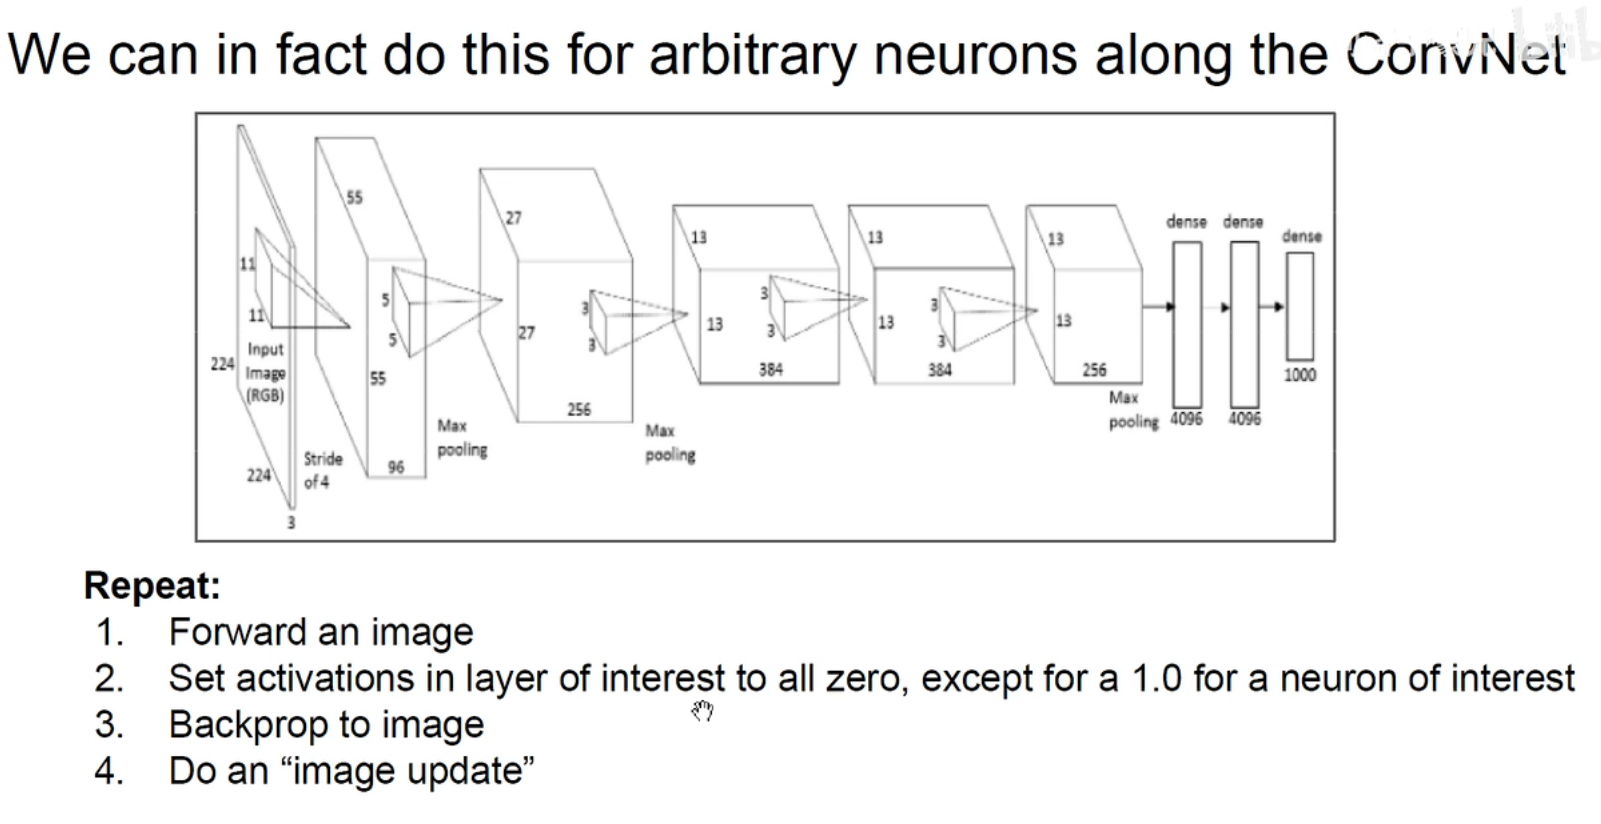 We can in fact do this for arbitrary neurons along the ConvNet
55
27
13
13
13
dense dense
dense
11
11
5
5
3
3
3
3
3
3
Input
Image
(RGB)
224
55
27
13
13
13
384
384
256
1000
256
Max
pooling
4096
4096
Max
pooling
Max
pooling
Stride
of 4
96
224
3
Repeat:
1. Forward an image
2. Set activations in layer of interest to all zero, except for a 1.0 for a neuron of interest
3. Backprop to image
4. Do an “image update”